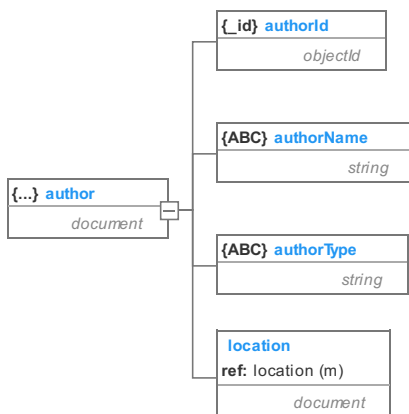 {_id} authorId
objectId
{ABC} authorName
string
{...} author
document
{ABC} authorType
string
location
ref: location (m)
document